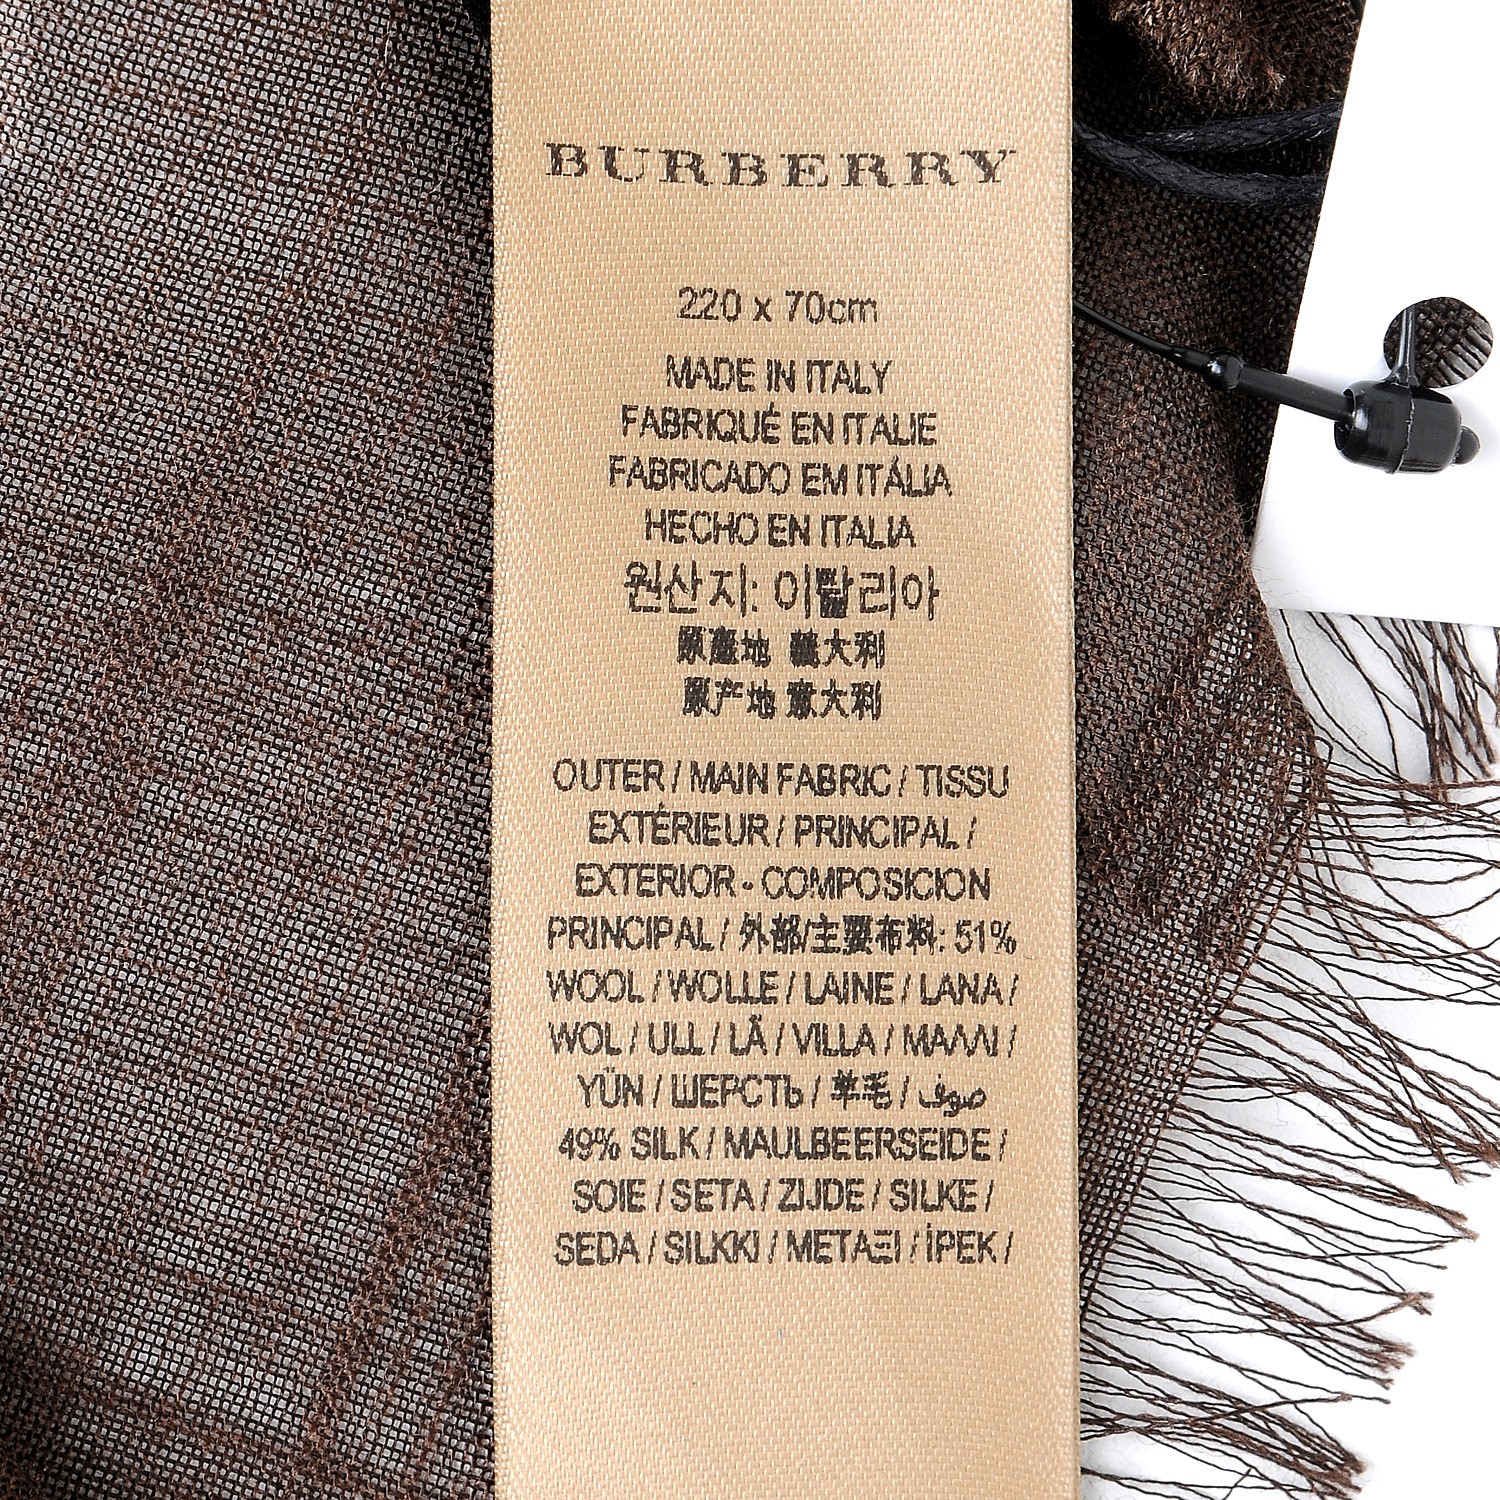 BURBERRY
220 x 70cm
MADE IN ITALY
FABRIQUÉ EN ITALIE
FABRICADO EM ITÁLIA
HECHO EN ITALIA
원산지: 이탈리아
原產地 義大利
原产地 意大利
OUTER / MAIN FABRIC / TISSU
EXTÉRIEUR / PRINCIPAL /
EXTERIOR - COMPOSICION
PRINCIPAL / 外部/主要布料: 51%
WOOL / WOLLE / LAINE / LANA /
WOL / ULL / LÃ / VILLA / ΜΑΛΛΙ /
YÜN / ШЕРСТЬ / 羊毛 / صوف
49% SILK / MAULBEERSEIDE /
SOIE / SETA / ZIJDE / SILKE /
SEDA / SILKKI / ΜΕΤΑΞΙ / İPEK /